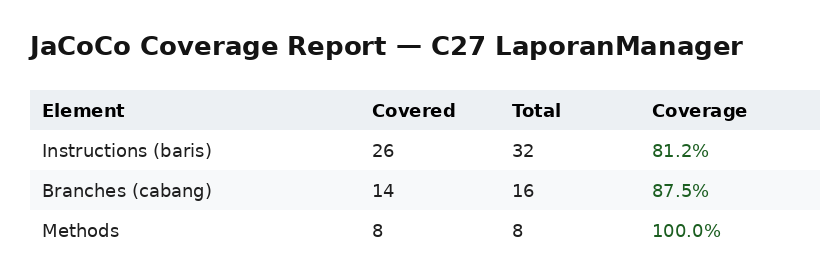 JaCoCo Coverage Report — C27 LaporanManager
Element Covered Total Coverage
Instructions (baris) 26 32 81.2%
Branches (cabang) 14 16 87.5%
Methods 8 8 100.0%